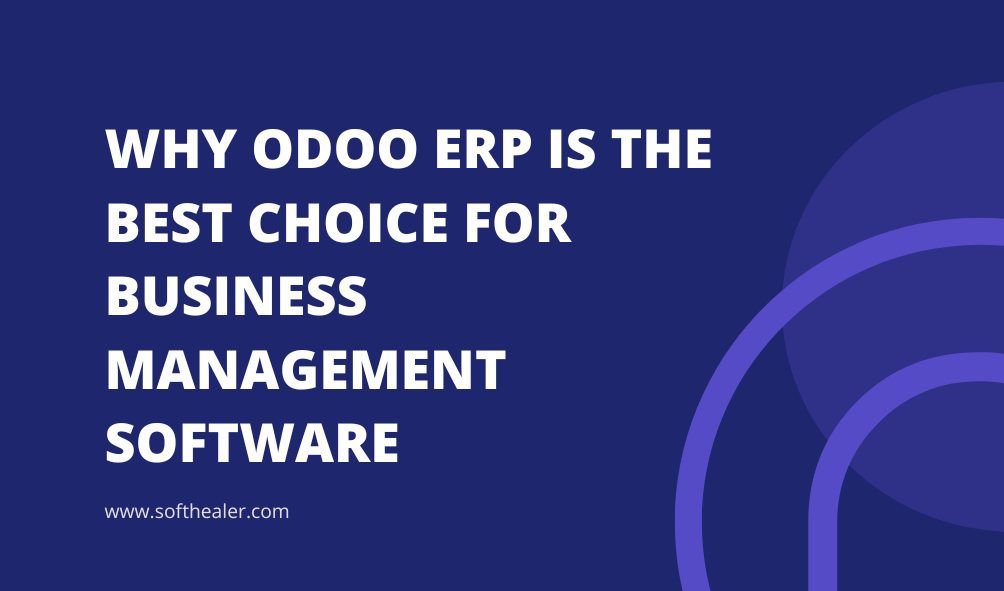 WHY ODOO ERP IS THE
BEST CHOICE FOR
BUSINESS
MANAGEMENT
SOFTWARE
www.softhealer.com